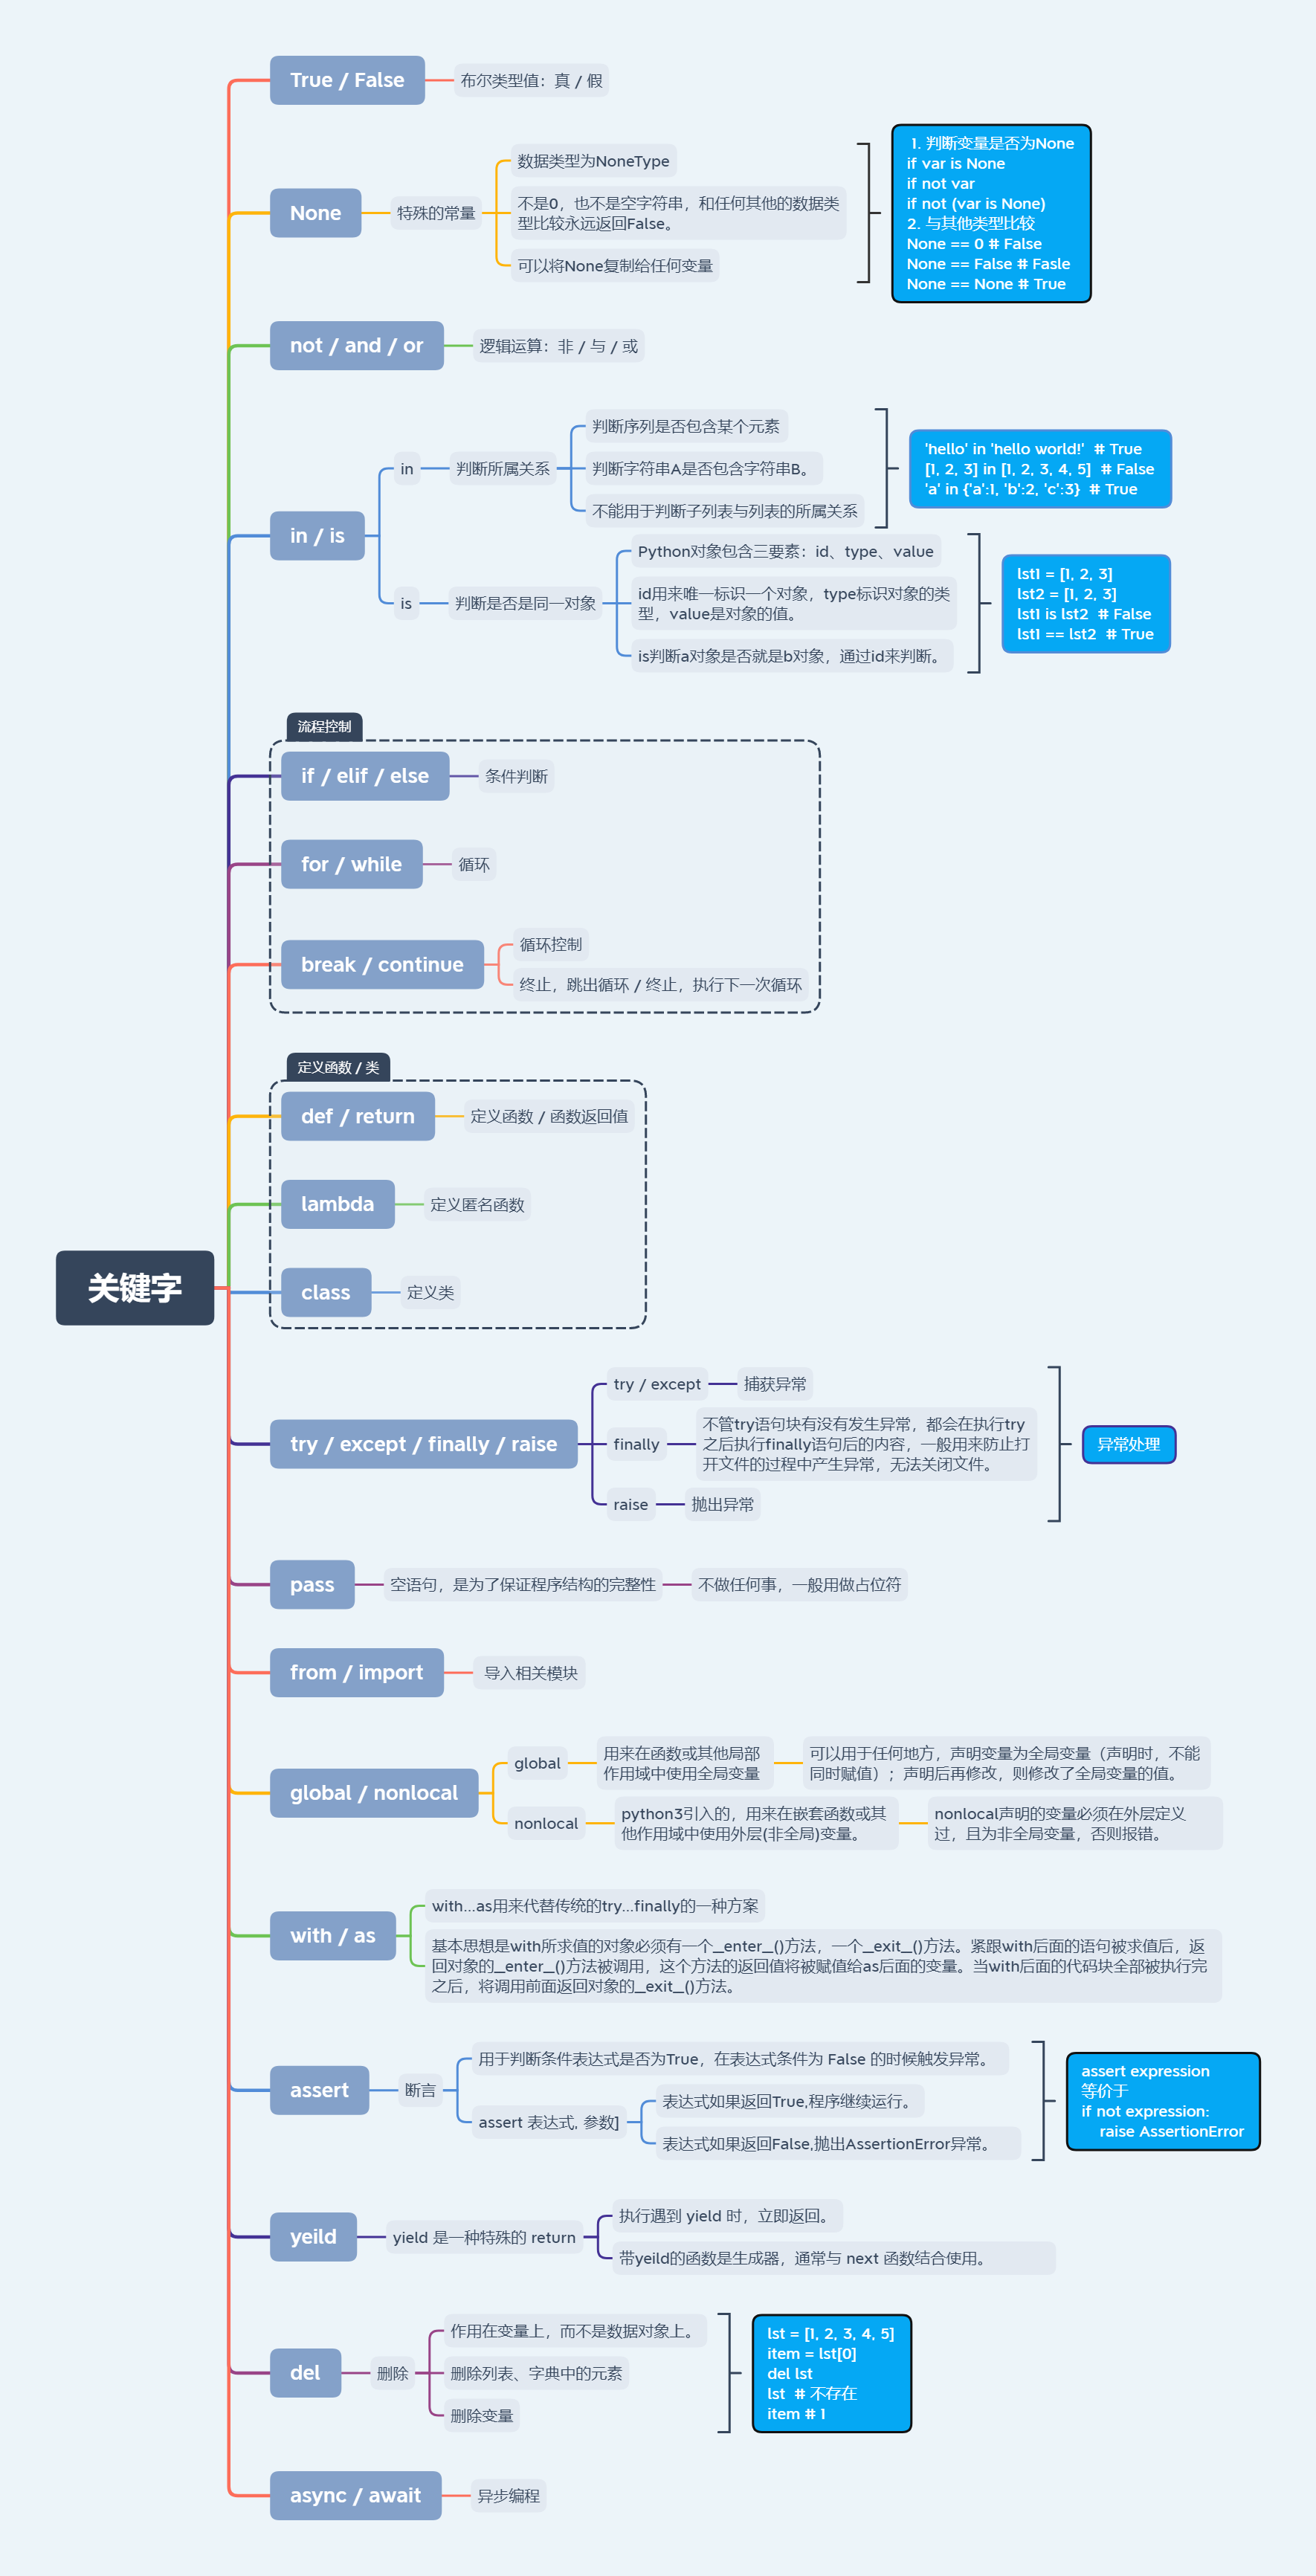 关键字
True / False
布尔类型值：真 / 假
None
特殊的常量
数据类型为NoneType
不是0，也不是空字符串，和任何其他的数据类
型比较永远返回False。
可以将None复制给任何变量
1. 判断变量是否为None
if var is None
if not var
if not (var is None)
2. 与其他类型比较
None == 0 # False
None == False # Fasle
None == None # True
not / and / or
逻辑运算：非 / 与 / 或
in / is
in
判断所属关系
判断序列是否包含某个元素
判断字符串A是否包含字符串B。
不能用于判断子列表与列表的所属关系
'hello' in 'hello world!'  # True
[1, 2, 3] in [1, 2, 3, 4, 5]  # False
'a' in {'a':1, 'b':2, 'c':3}  # True
is
判断是否是同一对象
Python对象包含三要素：id、type、value
id用来唯一标识一个对象，type标识对象的类
型，value是对象的值。
is判断a对象是否就是b对象，通过id来判断。
lst1 = [1, 2, 3]
lst2 = [1, 2, 3]
lst1 is lst2  # False
lst1 == lst2  # True
流程控制
if / elif / else
条件判断
for / while
循环
break / continue
循环控制
终止，跳出循环 / 终止，执行下一次循环
定义函数 / 类
def / return
定义函数 / 函数返回值
lambda
定义匿名函数
class
定义类
try / except / finally / raise
try / except
捕获异常
finally
不管try语句块有没有发生异常，都会在执行try
之后执行finally语句后的内容，一般用来防止打
开文件的过程中产生异常，无法关闭文件。
raise
抛出异常
异常处理
pass
空语句，是为了保证程序结构的完整性
不做任何事，一般用做占位符
from / import
导入相关模块
global / nonlocal
global
用来在函数或其他局部
作用域中使用全局变量
可以用于任何地方，声明变量为全局变量（声明时，不能
同时赋值）；声明后再修改，则修改了全局变量的值。
nonlocal
python3引入的，用来在嵌套函数或其
他作用域中使用外层(非全局)变量。
nonlocal声明的变量必须在外层定义
过，且为非全局变量，否则报错。
with / as
with...as用来代替传统的try...finally的一种方案
基本思想是with所求值的对象必须有一个__enter__()方法，一个__exit__()方法。紧跟with后面的语句被求值后，返
回对象的__enter__()方法被调用，这个方法的返回值将被赋值给as后面的变量。当with后面的代码块全部被执行完
之后，将调用前面返回对象的__exit__()方法。
assert
断言
用于判断条件表达式是否为True，在表达式条件为 False 的时候触发异常。
assert 表达式. 参数]
表达式如果返回True,程序继续运行。
表达式如果返回False,抛出AssertionError异常。
assert expression
等价于
if not expression:
    raise AssertionError
yeild
yield 是一种特殊的 return
执行遇到 yield 时，立即返回。
带yeild的函数是生成器，通常与 next 函数结合使用。
del
删除
作用在变量上，而不是数据对象上。
删除列表、字典中的元素
删除变量
lst = [1, 2, 3, 4, 5]
item = lst[0]
del lst
lst  # 不存在
item # 1
async / await
异步编程